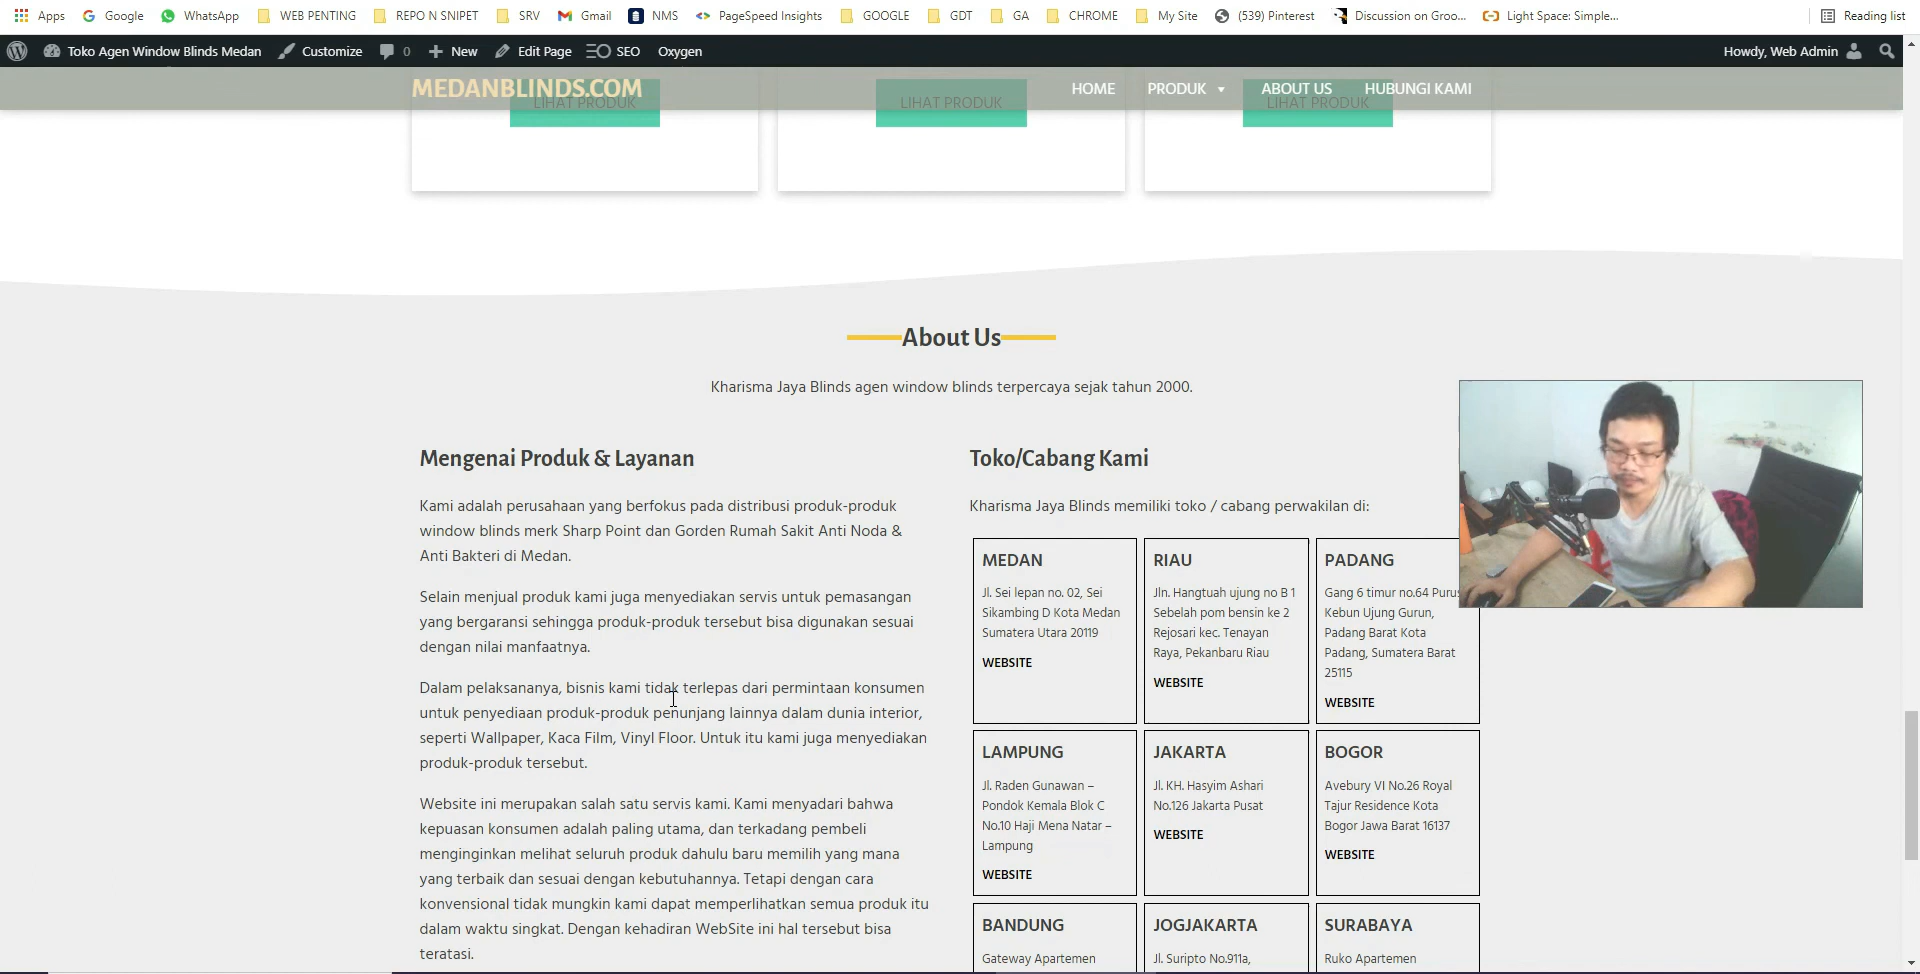 Apps Google WhatsApp WEB PENTING REPO N SNIPET SRV Gmail NMS PageSpeed Insights GOOGLE GDT GA CHROME My Site (539) Pinterest Discussion on Groo... Light Space: Simple... Reading list
Toko Agen Window Blinds Medan Customize 0 New Edit Page SEO Oxygen Howdy, Web Admin
MEDANBLINDS.COM HOME PRODUK ABOUT US HUBUNGI KAMI
LIHAT PRODUK LIHAT PRODUK LIHAT PRODUK
About Us
Kharisma Jaya Blinds agen window blinds terpercaya sejak tahun 2000.
Mengenai Produk & Layanan
Kami adalah perusahaan yang berfokus pada distribusi produk-produk
window blinds merk Sharp Point dan Gorden Rumah Sakit Anti Noda &
Anti Bakteri di Medan.
Selain menjual produk kami juga menyediakan servis untuk pemasangan
yang bergaransi sehingga produk-produk tersebut bisa digunakan sesuai
dengan nilai manfaatnya.
Dalam pelaksananya, bisnis kami tidak terlepas dari permintaan konsumen
untuk penyediaan produk-produk penunjang lainnya dalam dunia interior,
seperti Wallpaper, Kaca Film, Vinyl Floor. Untuk itu kami juga menyediakan
produk-produk tersebut.
Website ini merupakan salah satu servis kami. Kami menyadari bahwa
kepuasan konsumen adalah paling utama, dan terkadang pembeli
menginginkan melihat seluruh produk dahulu baru memilih yang mana
yang terbaik dan sesuai dengan kebutuhannya. Tetapi dengan cara
konvensional tidak mungkin kami dapat memperlihatkan semua produk itu
dalam waktu singkat. Dengan kehadiran WebSite ini hal tersebut bisa
teratasi.
Toko/Cabang Kami
Kharisma Jaya Blinds memiliki toko / cabang perwakilan di:
MEDAN
Jl. Sei lepan no. 02, Sei
Sikambing D Kota Medan
Sumatera Utara 20119
WEBSITE
RIAU
Jln. Hangtuah ujung no B 1
Sebelah pom bensin ke 2
Rejosari kec. Tenayan
Raya, Pekanbaru Riau
WEBSITE
PADANG
Gang 6 timur no.64 Purus
Kebun Ujung Gurun,
Padang Barat Kota
Padang, Sumatera Barat
25115
WEBSITE
LAMPUNG
Jl. Raden Gunawan –
Pondok Kemala Blok C
No.10 Haji Mena Natar –
Lampung
WEBSITE
JAKARTA
Jl. KH. Hasyim Ashari
No.126 Jakarta Pusat
WEBSITE
BOGOR
Avebury VI No.26 Royal
Tajur Residence Kota
Bogor Jawa Barat 16137
WEBSITE
BANDUNG
Gateway Apartemen
JOGJAKARTA
Jl. Suripto No.911a,
SURABAYA
Ruko Apartemen